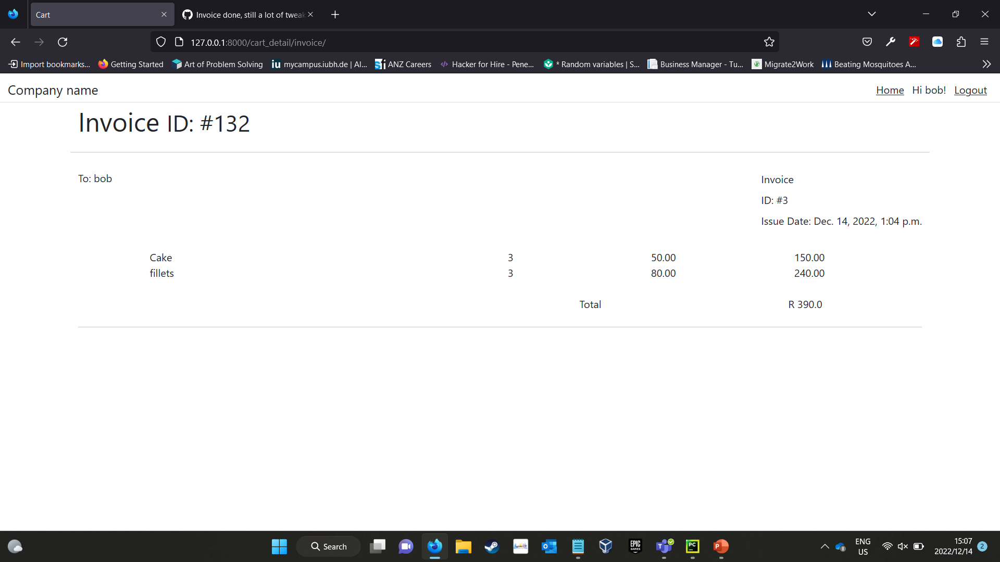 Cart
Invoice done, still a lot of tweak
127.0.0.1:8000/cart_detail/invoice/
Import bookmarks... Getting Started Art of Problem Solving iu mycampus.iubh.de | Al... ANZ Careers Hacker for Hire - Pene... * Random variables | S... Business Manager - Tu... Migrate2Work Beating Mosquitoes A...
Company name Home Hi bob! Logout
Invoice ID: #132
To: bob
Invoice
ID: #3
Issue Date: Dec. 14, 2022, 1:04 p.m.
Cake 3 50.00 150.00
fillets 3 80.00 240.00
Total R 390.0
Search
EPIC GAMES
PC
ENG
US
15:07
2022/12/14
2